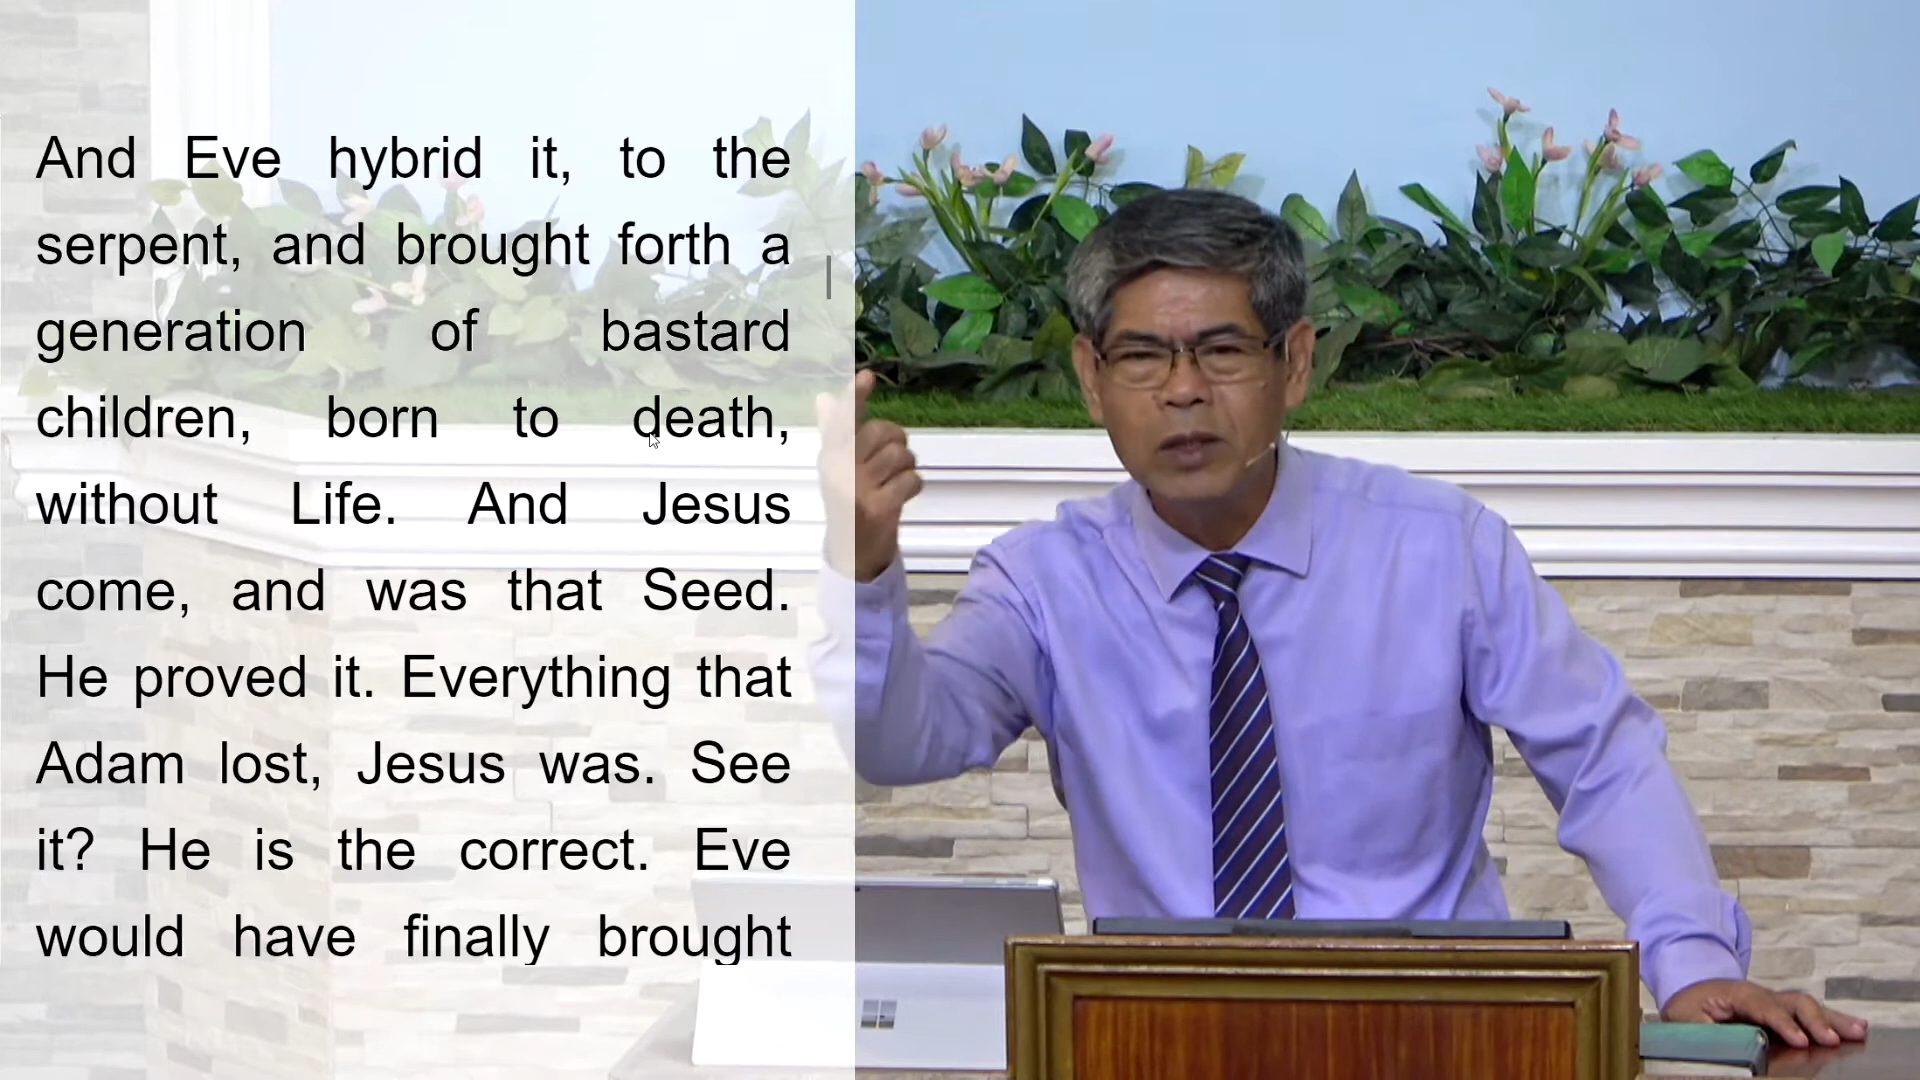 And Eve hybrid it, to the
serpent, and brought forth a
generation of bastard
children, born to death,
without Life. And Jesus
come, and was that Seed.
He proved it. Everything that
Adam lost, Jesus was. See
it? He is the correct. Eve
would have finally brought